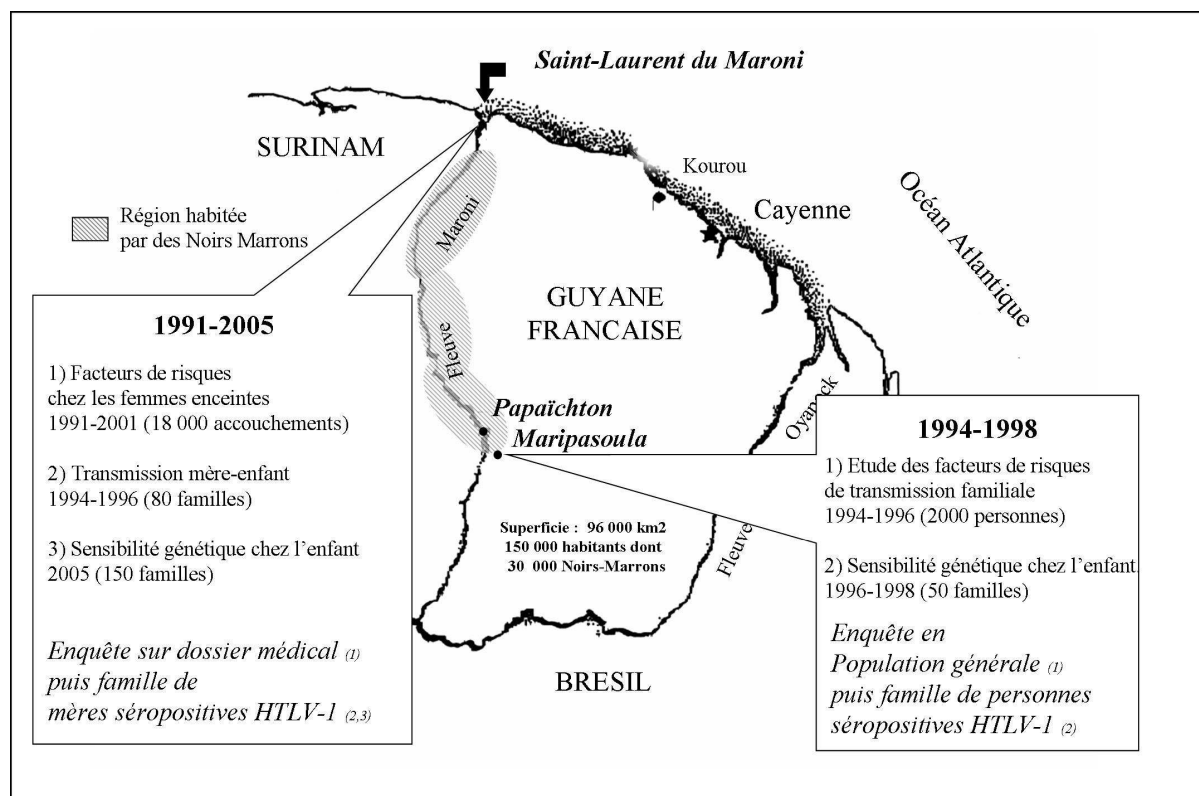 Saint-Laurent du Maroni
SURINAM
Kourou
Cayenne
Océan Atlantique
Région habitée
par des Noirs Marrons
Maroni
Fleuve
GUYANE
FRANCAISE
Papaïchton
Maripasoula
Oyapock
Fleuve
Superficie : 96 000 km2
150 000 habitants dont
30 000 Noirs-Marrons
BRESIL
1991-2005
1) Facteurs de risques
chez les femmes enceintes
1991-2001 (18 000 accouchements)
2) Transmission mère-enfant
1994-1996 (80 familles)
3) Sensibilité génétique chez l’enfant
2005 (150 familles)
Enquête sur dossier médical (1)
puis famille de
mères séropositives HTLV-1 (2,3)
1994-1998
1) Etude des facteurs de risques
de transmission familiale
1994-1996 (2000 personnes)
2) Sensibilité génétique chez l’enfant
1996-1998 (50 familles)
Enquête en
Population générale (1)
puis famille de personnes
séropositives HTLV-1 (2)